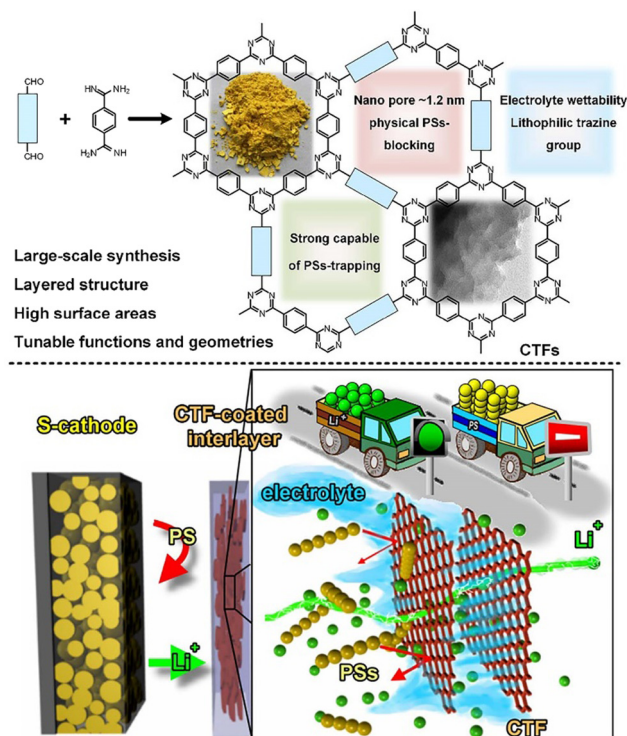 CHO
CHO
+
HN
NH₂
H₂N
NH
Nano pore ~1.2 nm
physical PSs-
blocking
Electrolyte wettability
Lithophilic trazine
group
Strong capable
of PSs-trapping
Large-scale synthesis
Layered structure
High surface areas
Tunable functions and geometries
CTFs
S-cathode
CTF-coated
interlayer
PS
Li⁺
Li⁺
PS
electrolyte
Li⁺
PSs
CTF